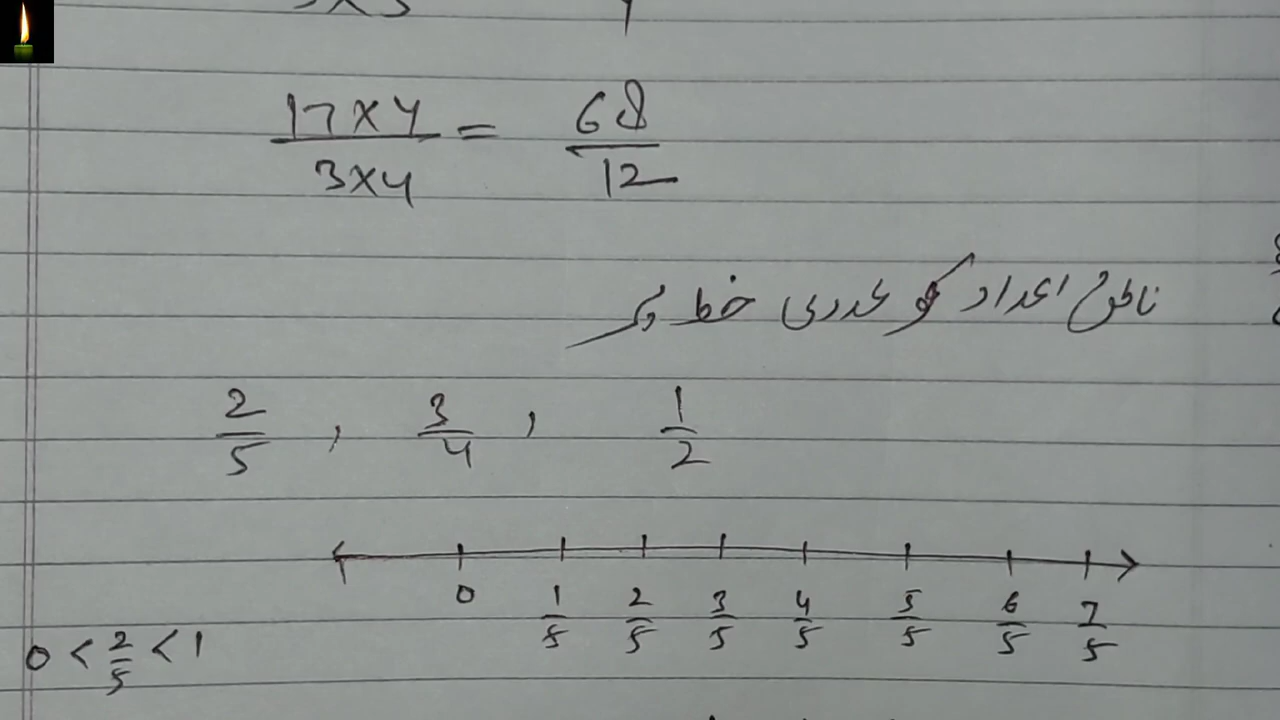 17×4/3×4 = 68/12
ناطق اعداد کو عددی خط پر
2/5 , 3/4 , 1/2
0 1/5 2/5 3/5 4/5 5/5 6/5 7/5
0 < 2/5 < 1